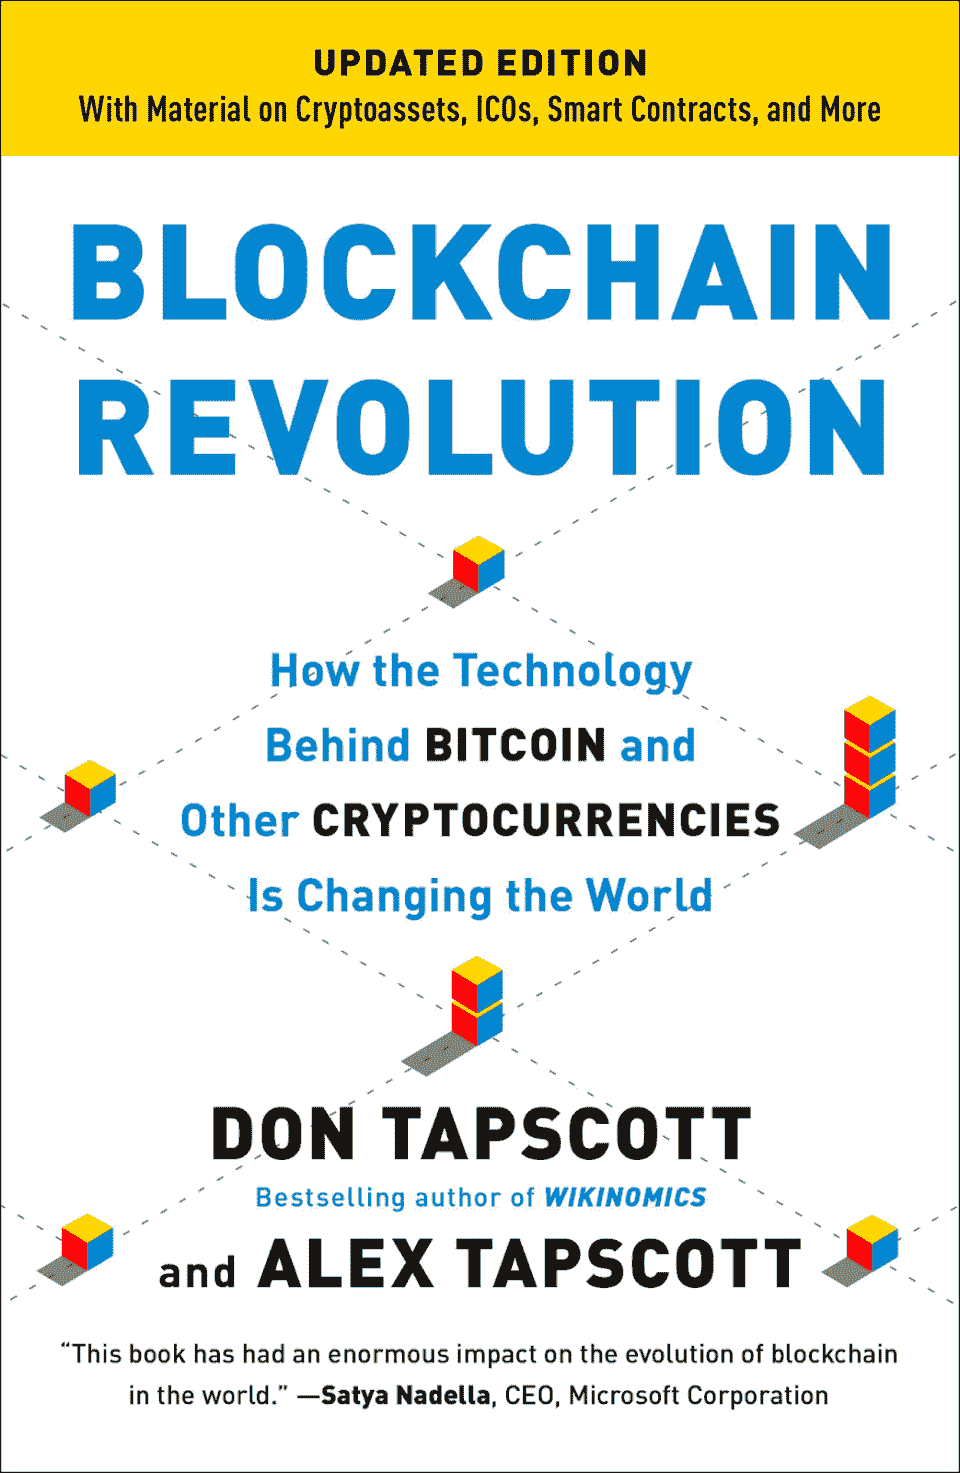 UPDATED EDITION
With Material on Cryptoassets, ICOs, Smart Contracts, and More
BLOCKCHAIN
REVOLUTION
How the Technology
Behind BITCOIN and
Other CRYPTOCURRENCIES
Is Changing the World
DON TAPSCOTT
Bestselling author of WIKINOMICS
and ALEX TAPSCOTT
“This book has had an enormous impact on the evolution of blockchain
in the world.” —Satya Nadella, CEO, Microsoft Corporation